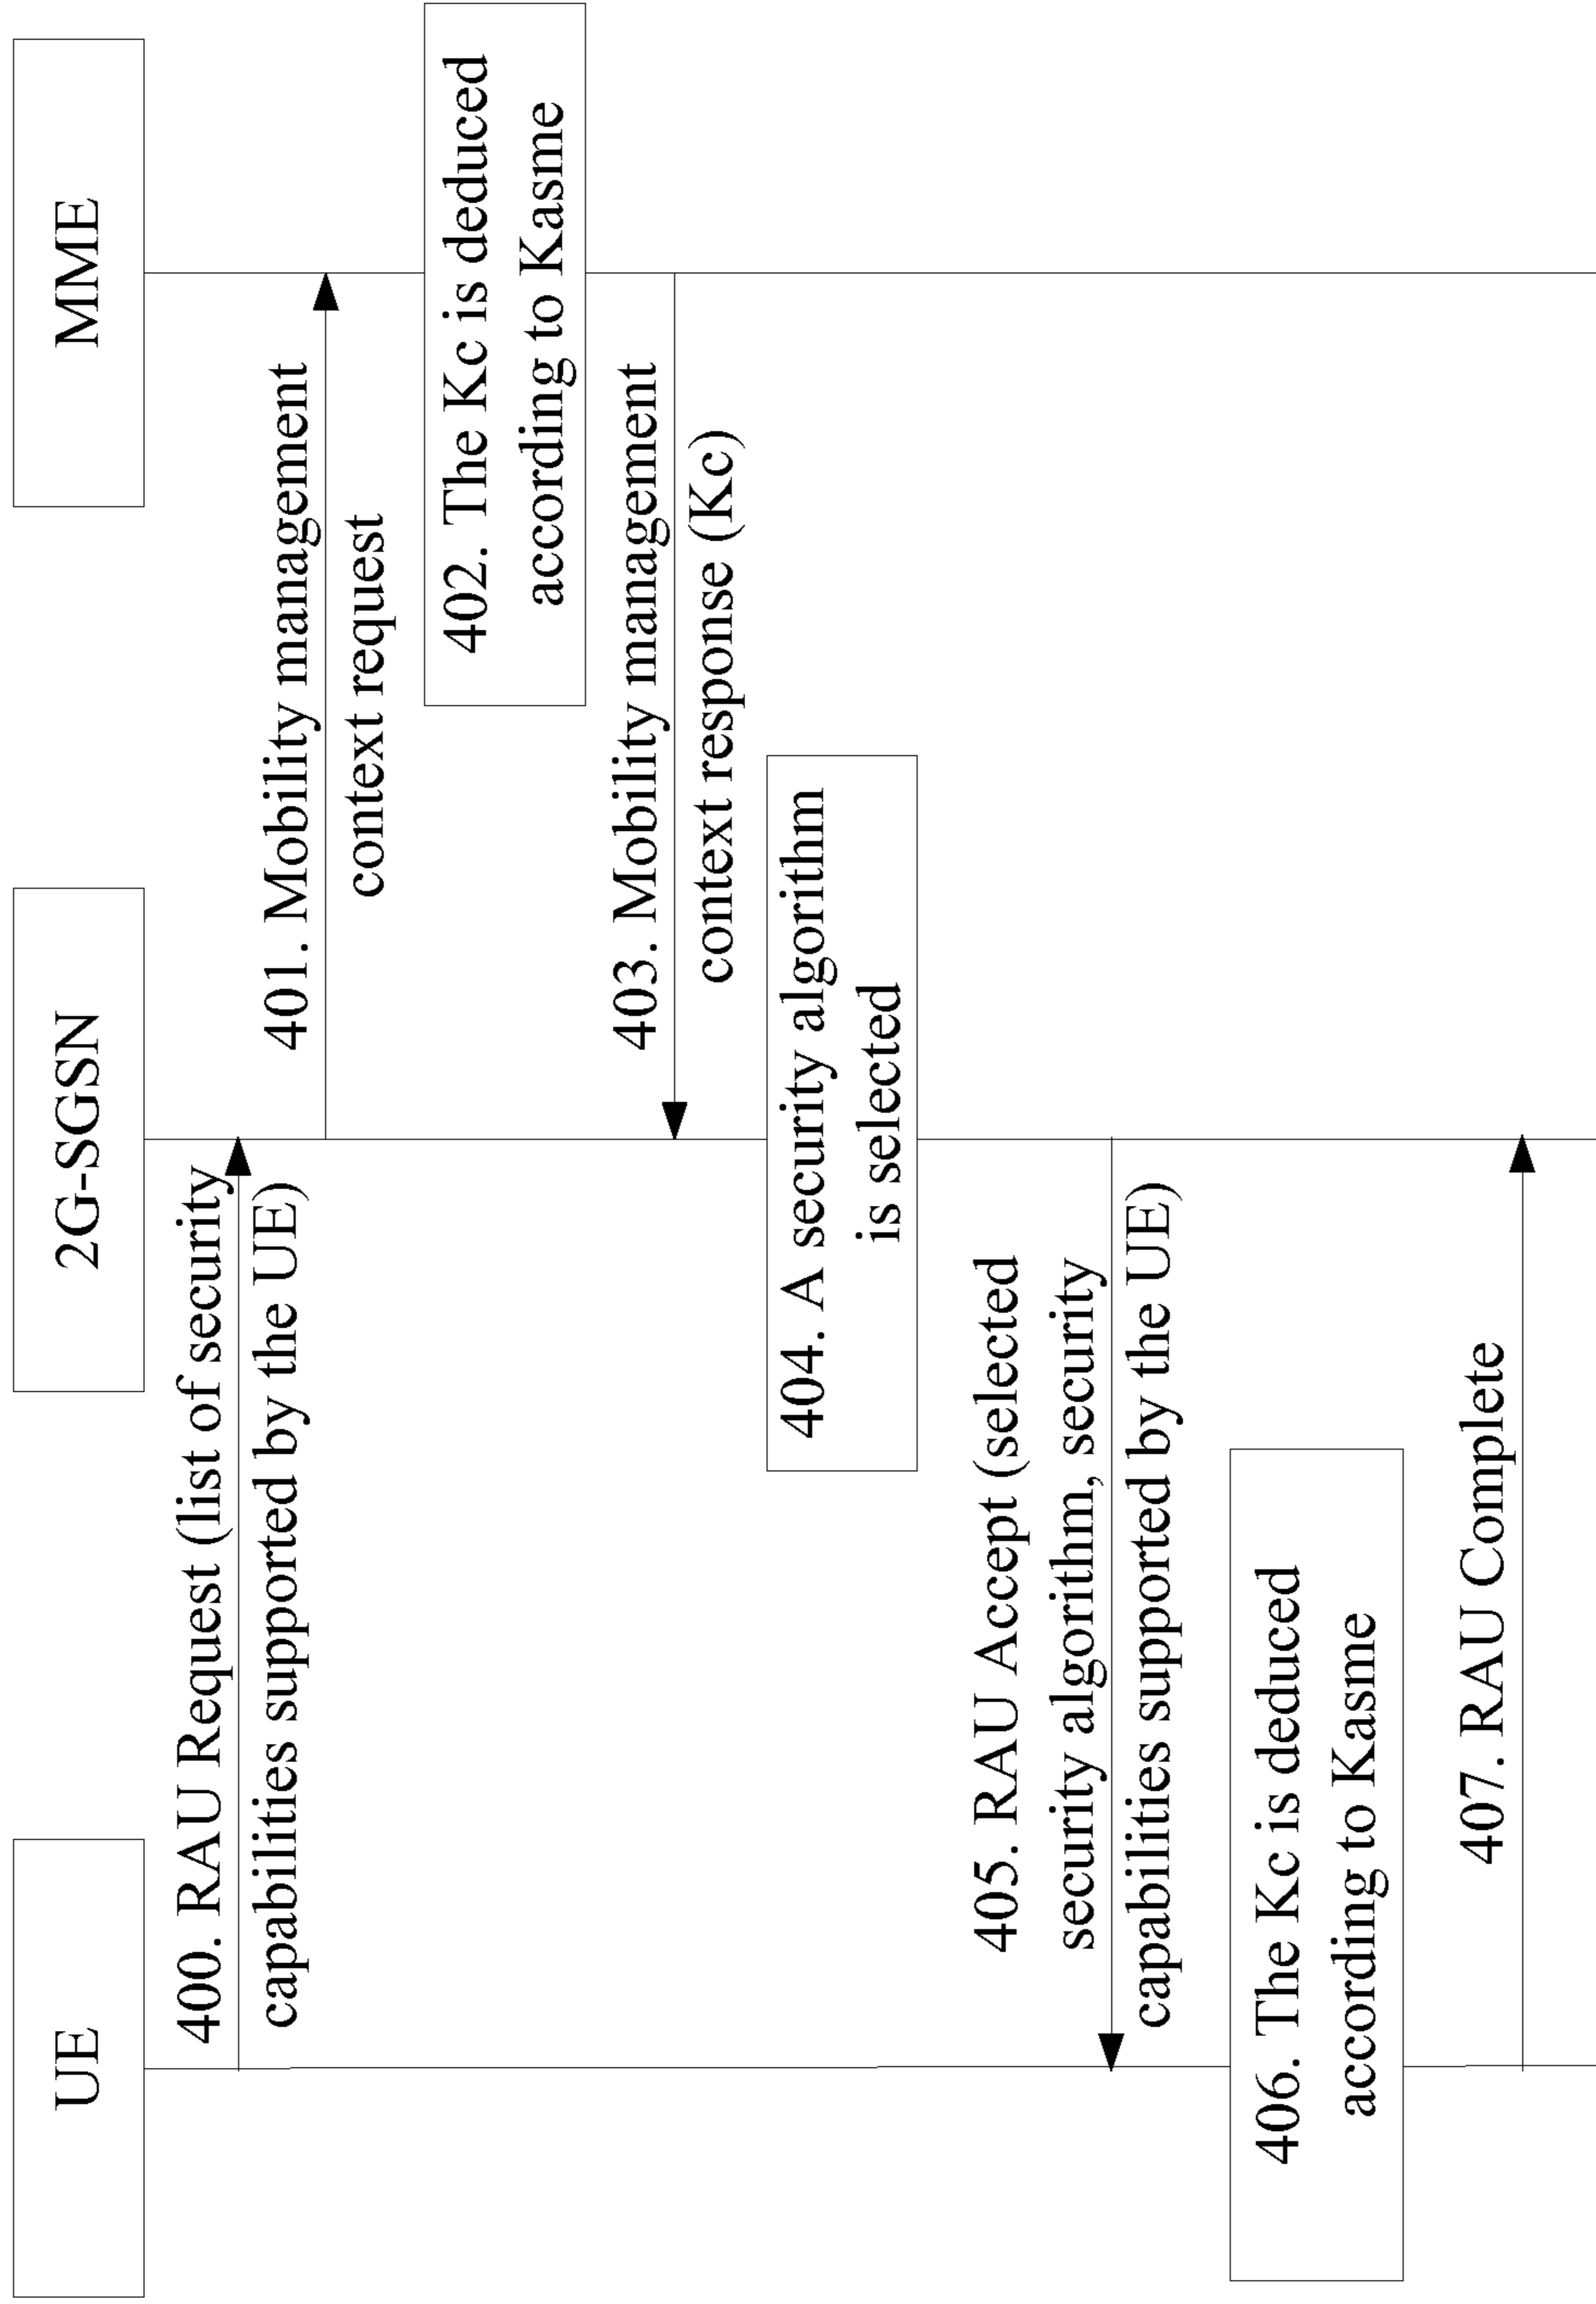 UE
2G-SGSN
MME
400. RAU Request (list of security
capabilities supported by the UE)
401. Mobility management
context request
402. The Kc is deduced
according to Kasme
403. Mobility management
context response (Kc)
404. A security algorithm
is selected
405. RAU Accept (selected
security algorithm, security
capabilities supported by the UE)
406. The Kc is deduced
according to Kasme
407. RAU Complete